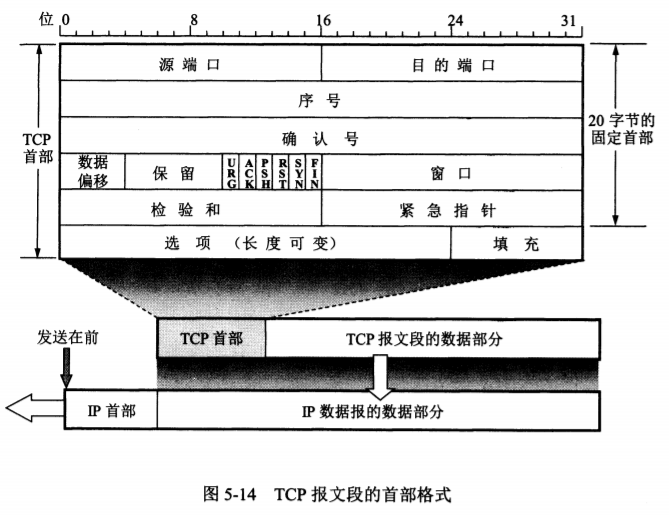 位 0 8 16 24 31
源端口 目的端口
序号
TCP 首部
确认号
20 字节的固定首部
数据偏移 保留 URG ACK PSH RST SYN FIN 窗口
检验和 紧急指针
选项 (长度可变) 填充
发送在前
TCP 首部 TCP 报文段的数据部分
IP 首部 IP 数据报的数据部分
图 5-14 TCP 报文段的首部格式